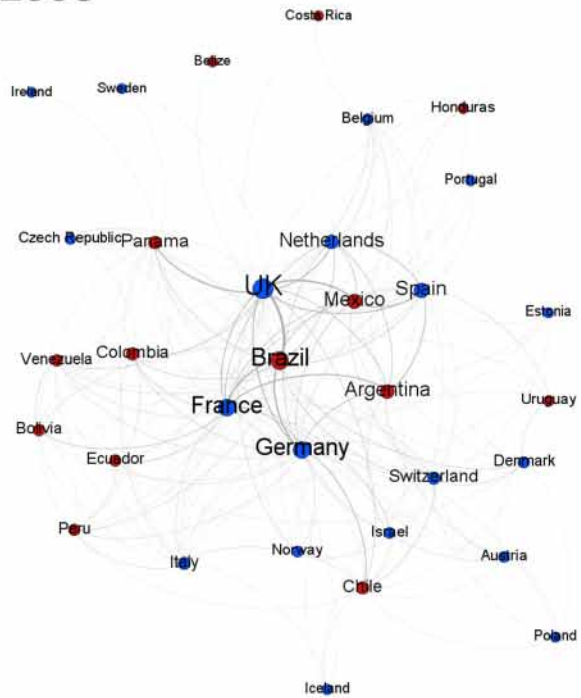 Costa Rica
Belize
Ireland
Sweden
Honduras
Belgium
Portugal
Czech Republic
Panama
Netherlands
UK
Mexico
Spain
Estonia
Venezuela
Colombia
Brazil
Argentina
Uruguay
France
Bolivia
Germany
Ecuador
Switzerland
Denmark
Peru
Israel
Italy
Norway
Austria
Chile
Poland
Iceland